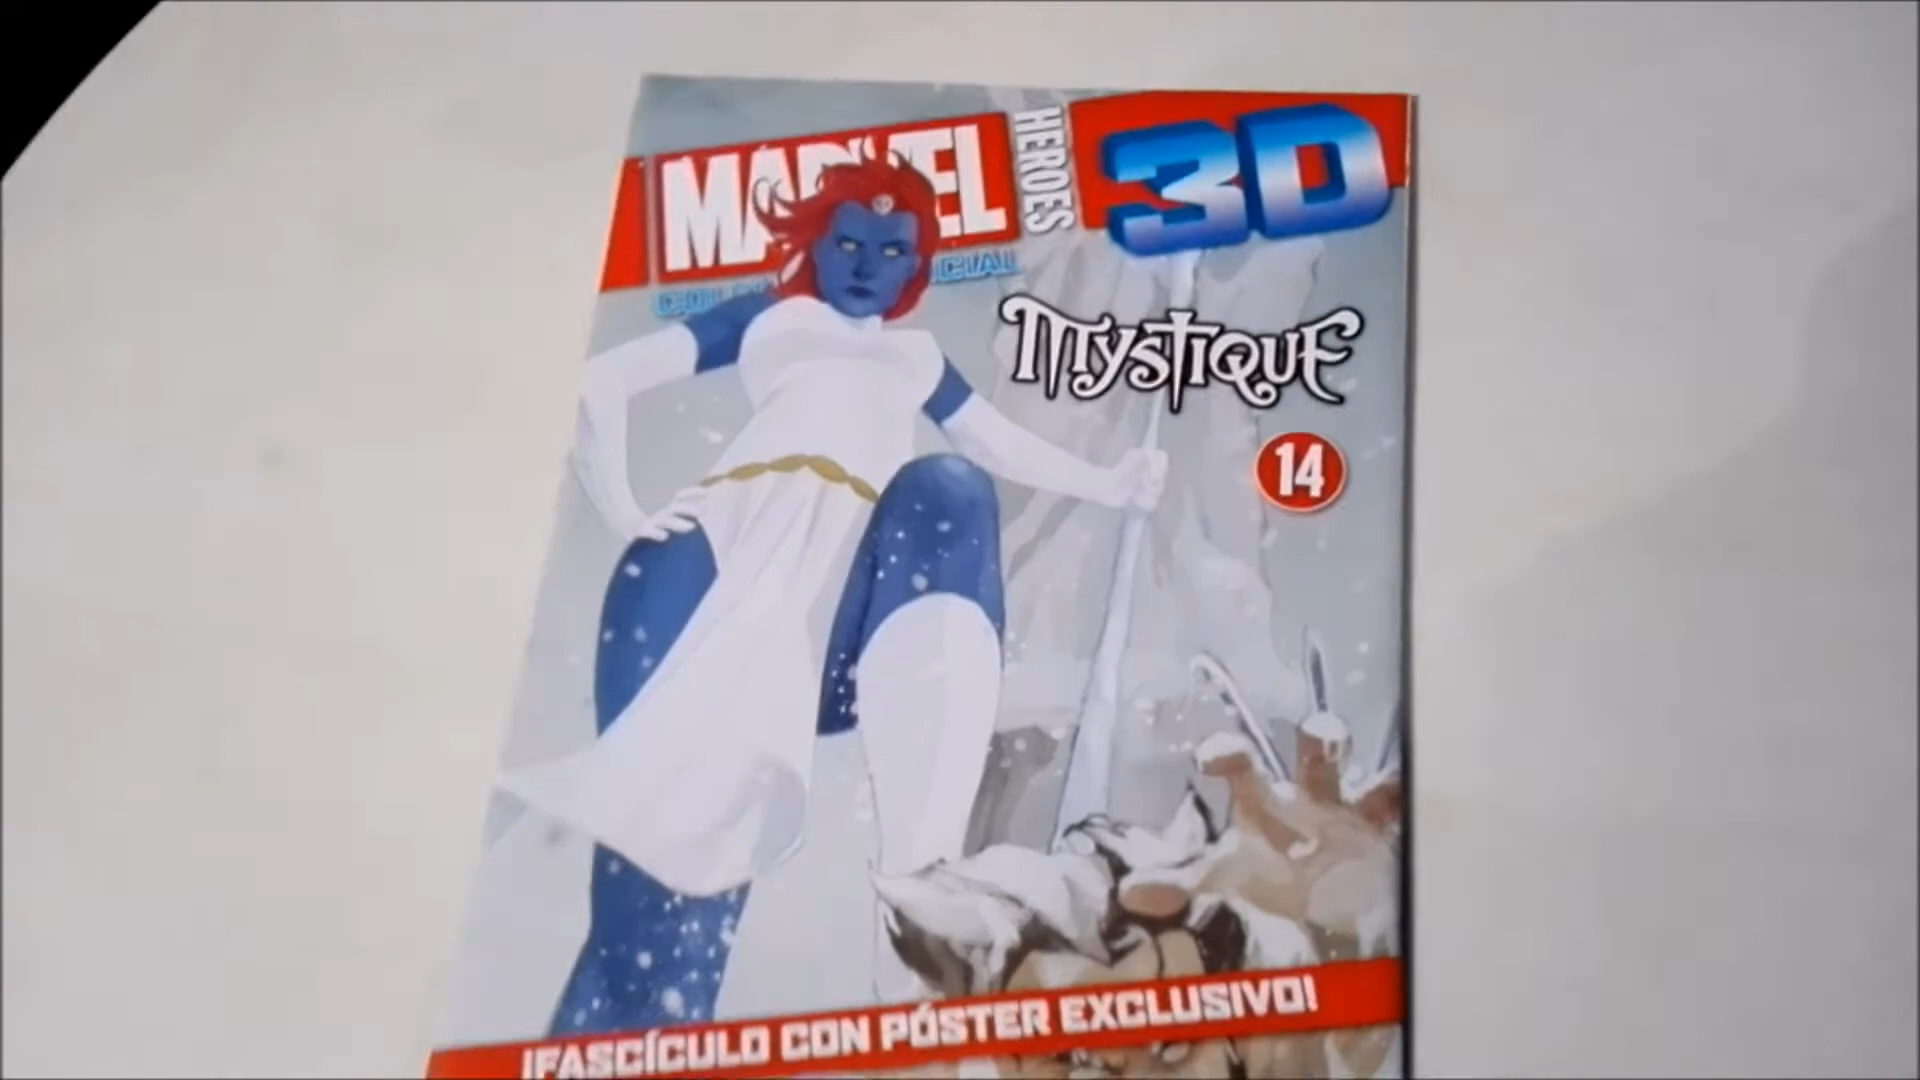 MARVEL
HEROES
3D
MYSTIQUE
14
¡FASCÍCULO CON PÓSTER EXCLUSIVO!